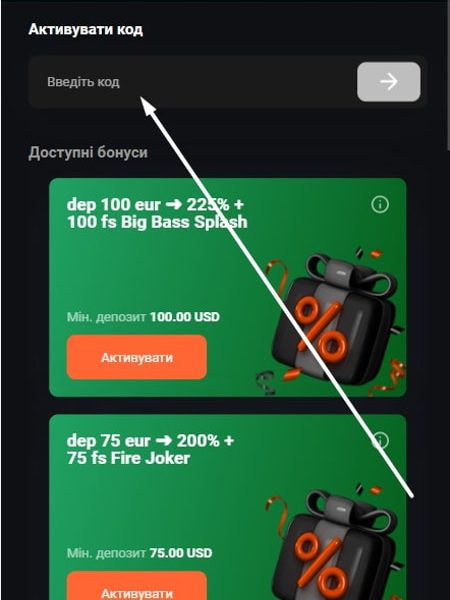 Активувати код
Введіть код
Доступні бонуси
dep 100 eur ➜ 225% +
100 fs Big Bass Splash
Мін. депозит 100.00 USD
Активувати
dep 75 eur ➜ 200% +
75 fs Fire Joker
Мін. депозит 75.00 USD
Активувати